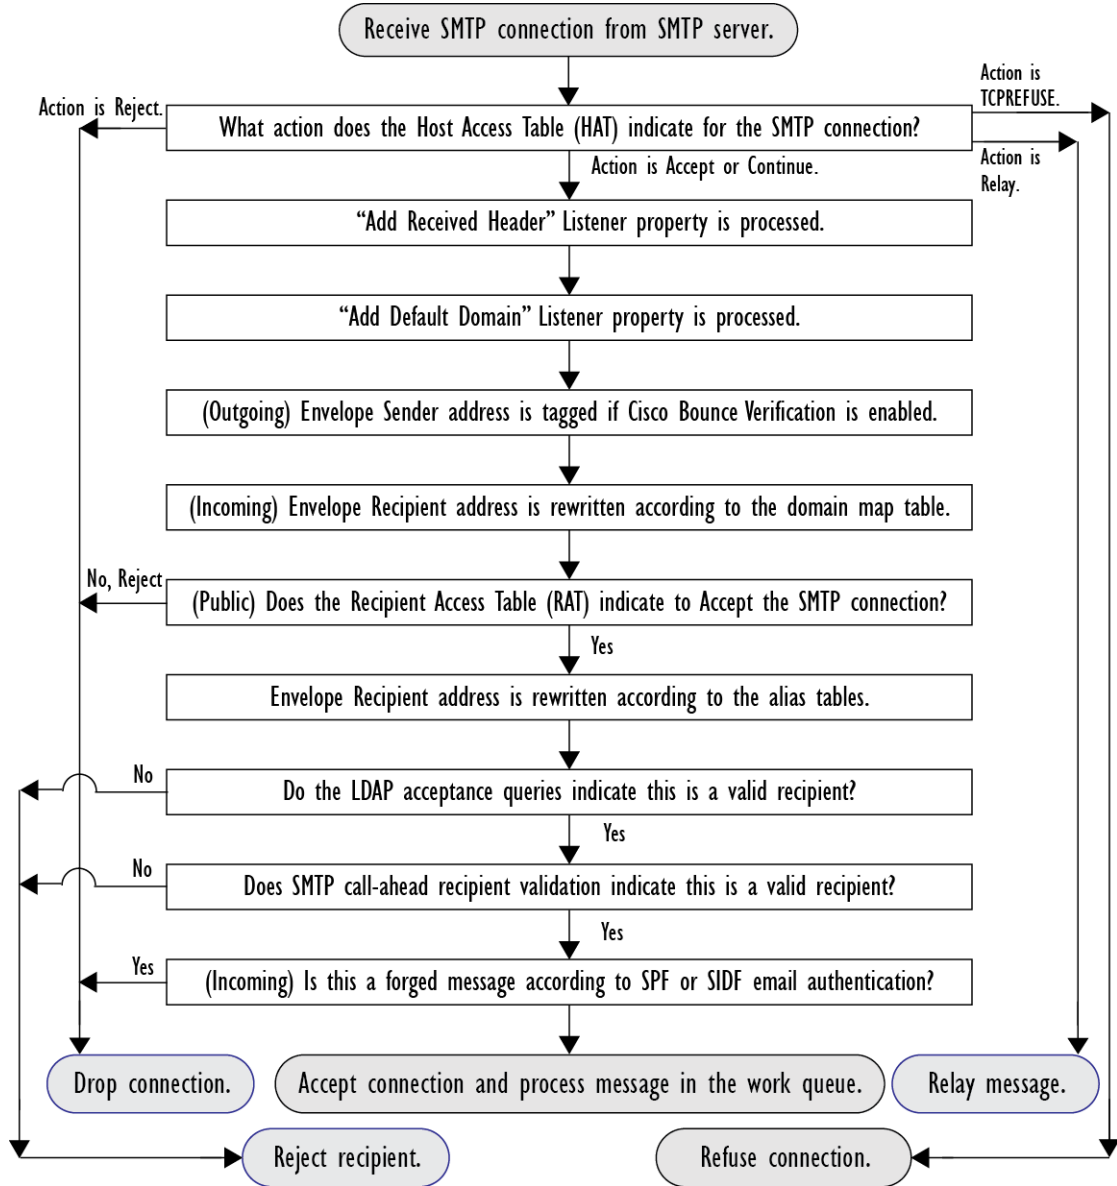 Receive SMTP connection from SMTP server.
Action is
TCPREFUSE.
Action is Reject.
What action does the Host Access Table (HAT) indicate for the SMTP connection?
Action is Accept or Continue.
Action is
Relay.
“Add Received Header” Listener property is processed.
“Add Default Domain” Listener property is processed.
(Outgoing) Envelope Sender address is tagged if Cisco Bounce Verification is enabled.
(Incoming) Envelope Recipient address is rewritten according to the domain map table.
No, Reject
(Public) Does the Recipient Access Table (RAT) indicate to Accept the SMTP connection?
Yes
Envelope Recipient address is rewritten according to the alias tables.
No
Do the LDAP acceptance queries indicate this is a valid recipient?
Yes
No
Does SMTP call-ahead recipient validation indicate this is a valid recipient?
Yes
Yes
(Incoming) Is this a forged message according to SPF or SIDF email authentication?
Drop connection.
Accept connection and process message in the work queue.
Relay message.
Reject recipient.
Refuse connection.